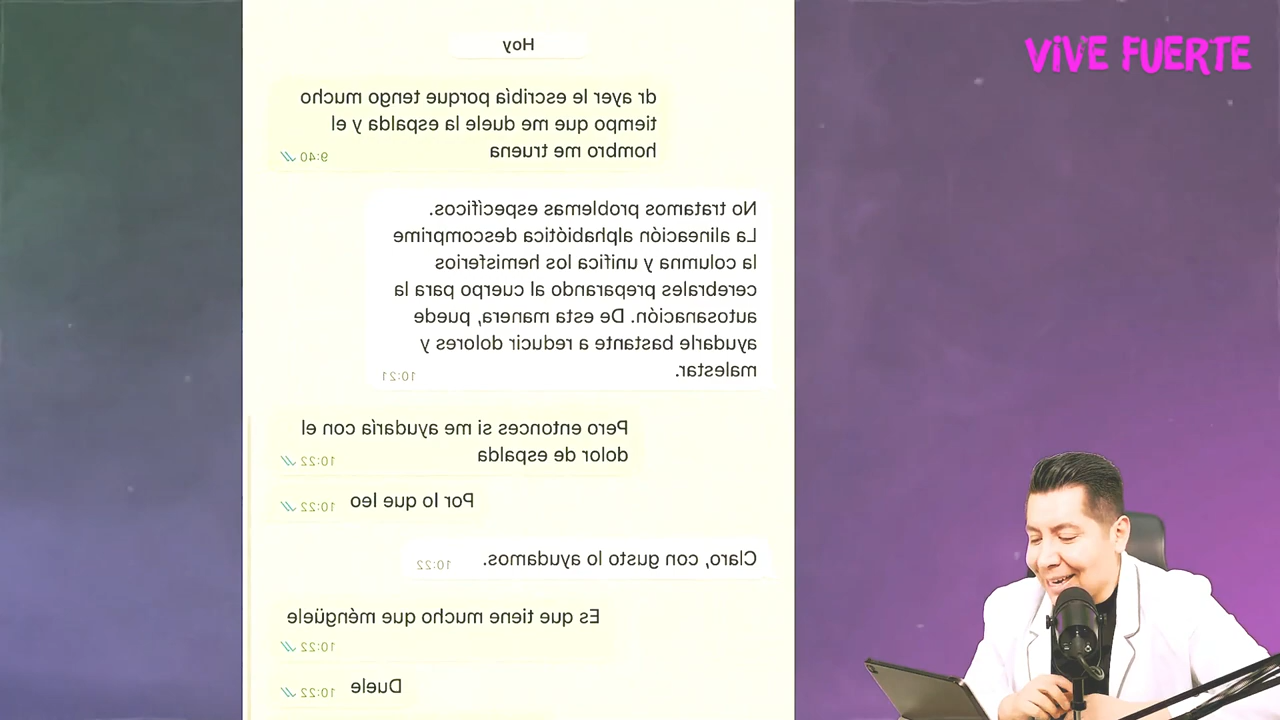 Hoy
VIVE FUERTE
dr ayer le escribía porque tengo mucho
tiempo que me duele la espalda y el
hombro me truena
9:40
No tratamos problemas específicos.
La alineación alphabiótica descomprime
la columna y unifica los hemisferios
cerebrales preparando al cuerpo para la
autosanación. De esta manera, puede
ayudarle bastante a reducir dolores y
malestar.
10:21
Pero entonces si me ayudaría con el
dolor de espalda
10:22
Por lo que leo
10:22
Claro, con gusto lo ayudamos.
10:22
Es que tiene mucho que méngüele
10:22
Duele
10:22